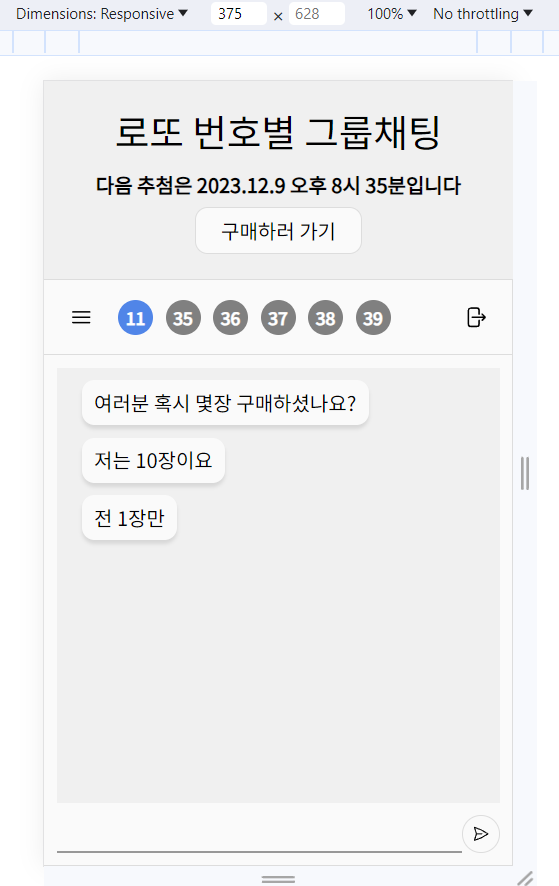 Dimensions: Responsive 375 × 628 100% No throttling
로또 번호별 그룹채팅
다음 추첨은 2023.12.9 오후 8시 35분입니다
구매하러 가기
11 35 36 37 38 39
여러분 혹시 몇장 구매하셨나요?
저는 10장이요
전 1장만